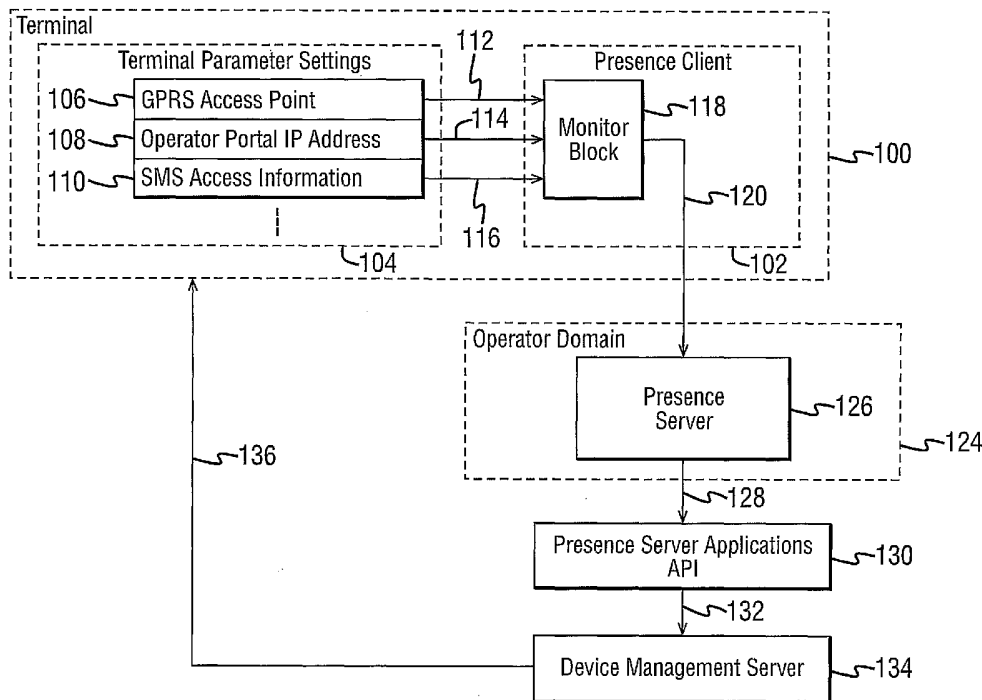 Terminal
Terminal Parameter Settings
112
Presence Client
106
GPRS Access Point
118
108
Operator Portal IP Address
114
Monitor
Block
100
110
SMS Access Information
116
120
104
102
Operator Domain
Presence
Server
126
124
136
128
Presence Server Applications
API
130
132
Device Management Server
134